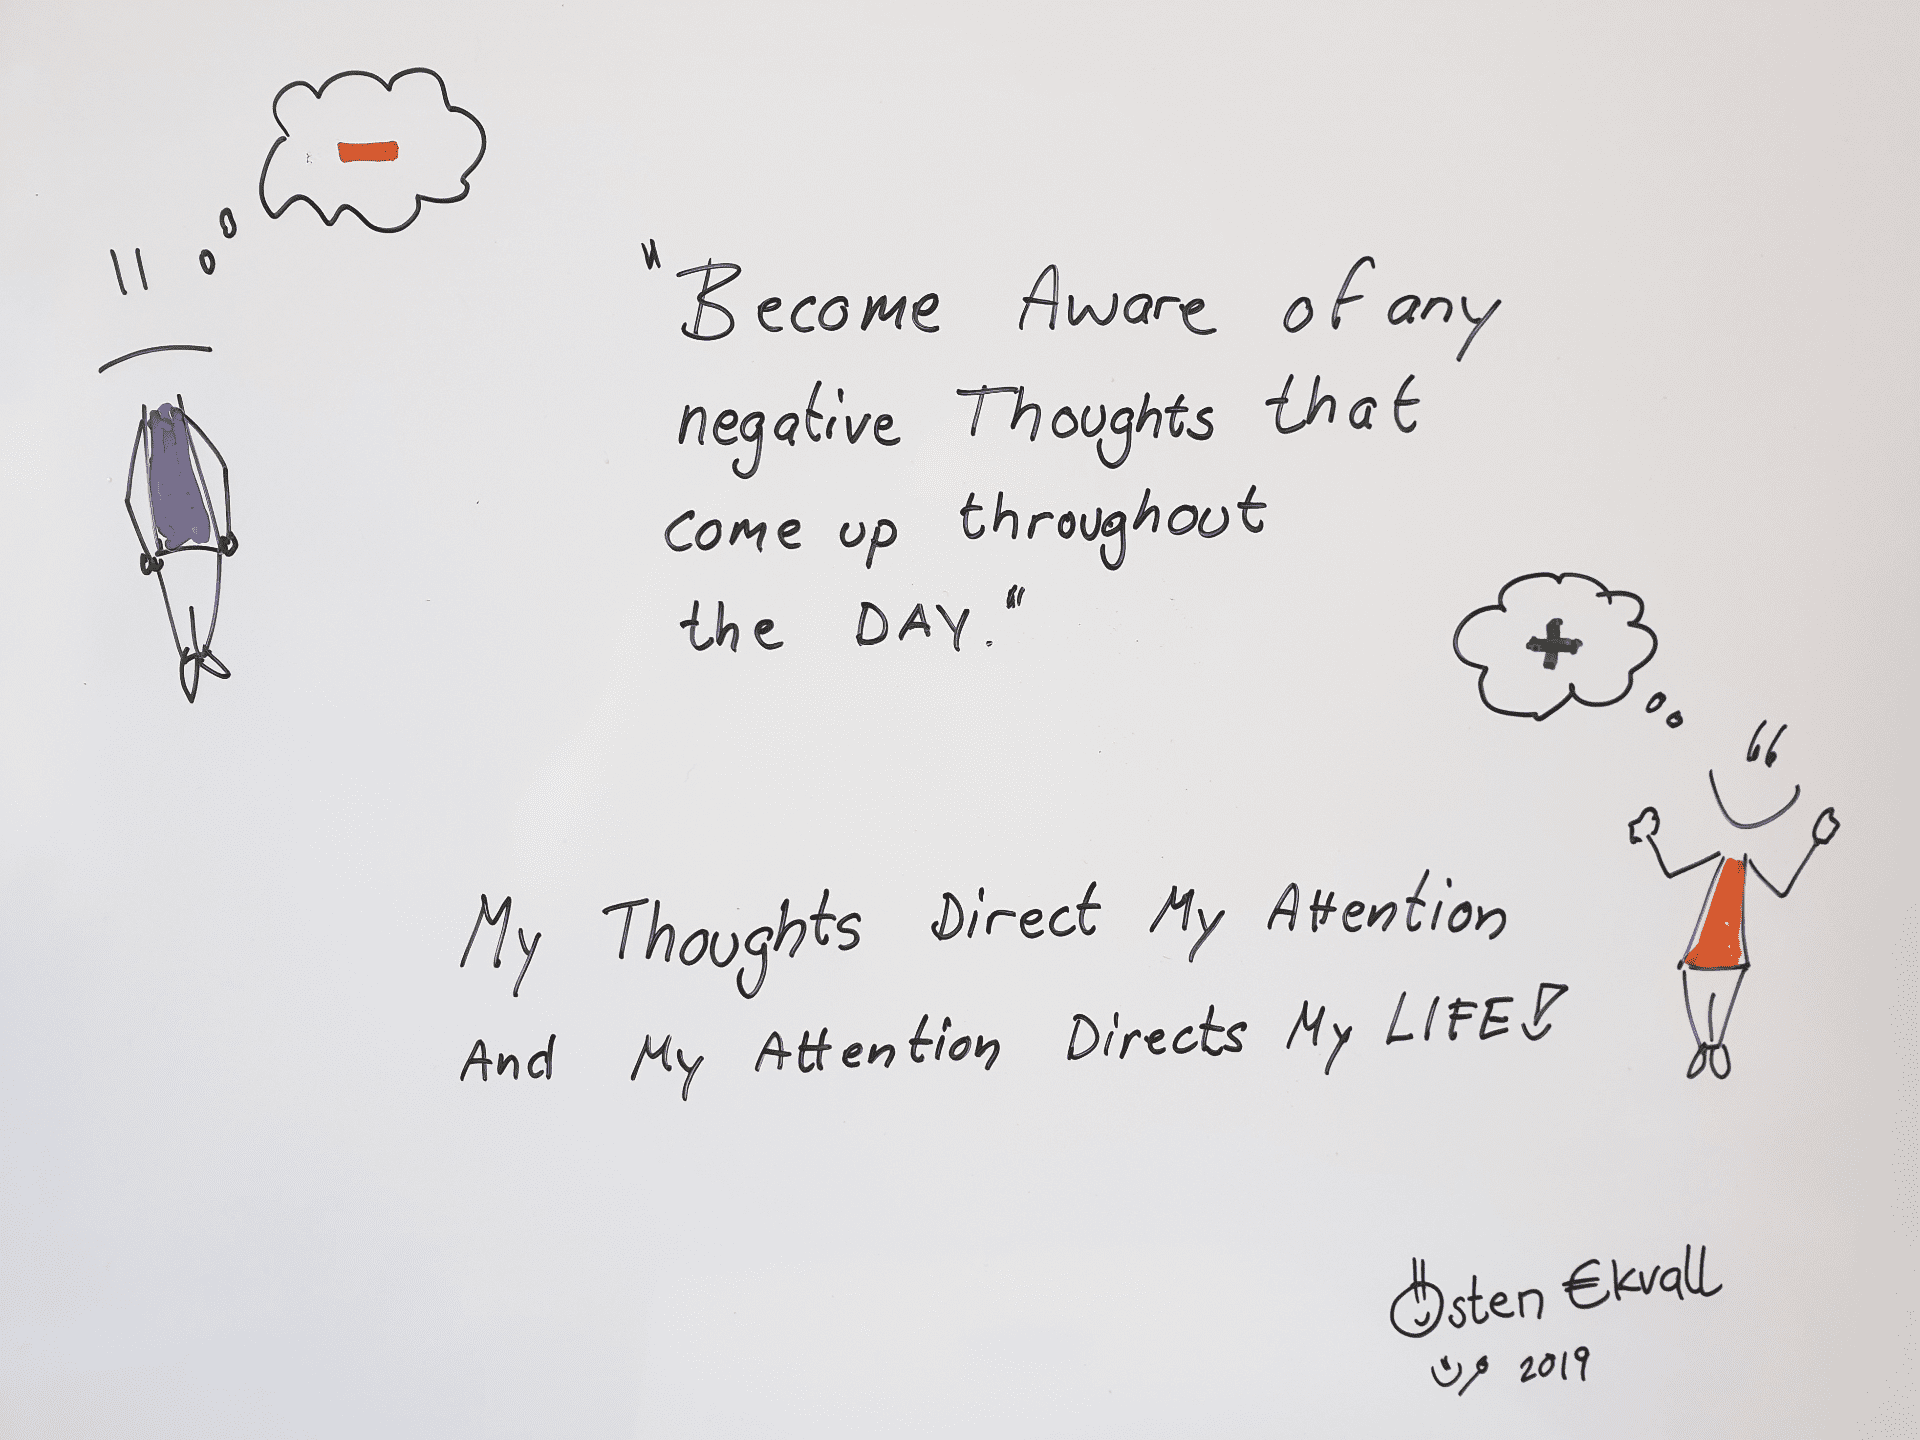 "Become Aware of any
negative Thoughts that
come up throughout
the DAY."
My Thoughts Direct My Attention
And My Attention Directs My LIFE!
Östen Ekvall
2019